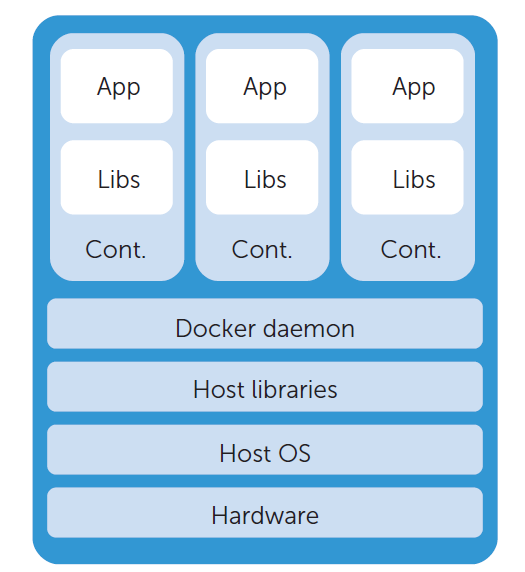 App
App
App
Libs
Libs
Libs
Cont.
Cont.
Cont.
Docker daemon
Host libraries
Host OS
Hardware